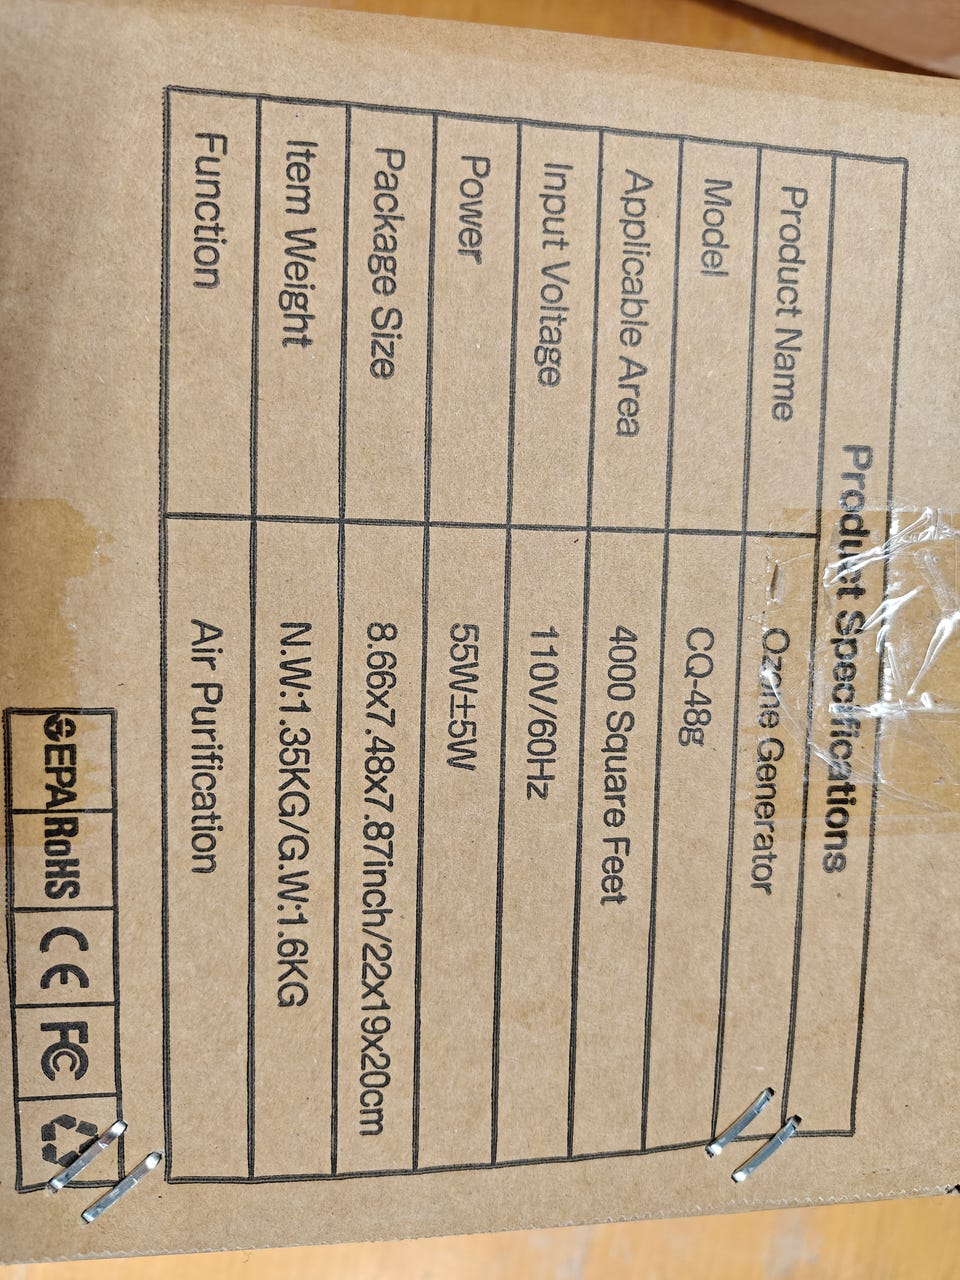 Product Specifications
Product Name Ozone Generator
Model CQ-48g
Applicable Area 4000 Square Feet
Input Voltage 110V/60Hz
Power 55W±5W
Package Size 8.66x7.48x7.87inch/22x19x20cm
Item Weight N.W:1.35KG/G.W:1.6KG
Function Air Purification
EPA RoHS CE FC